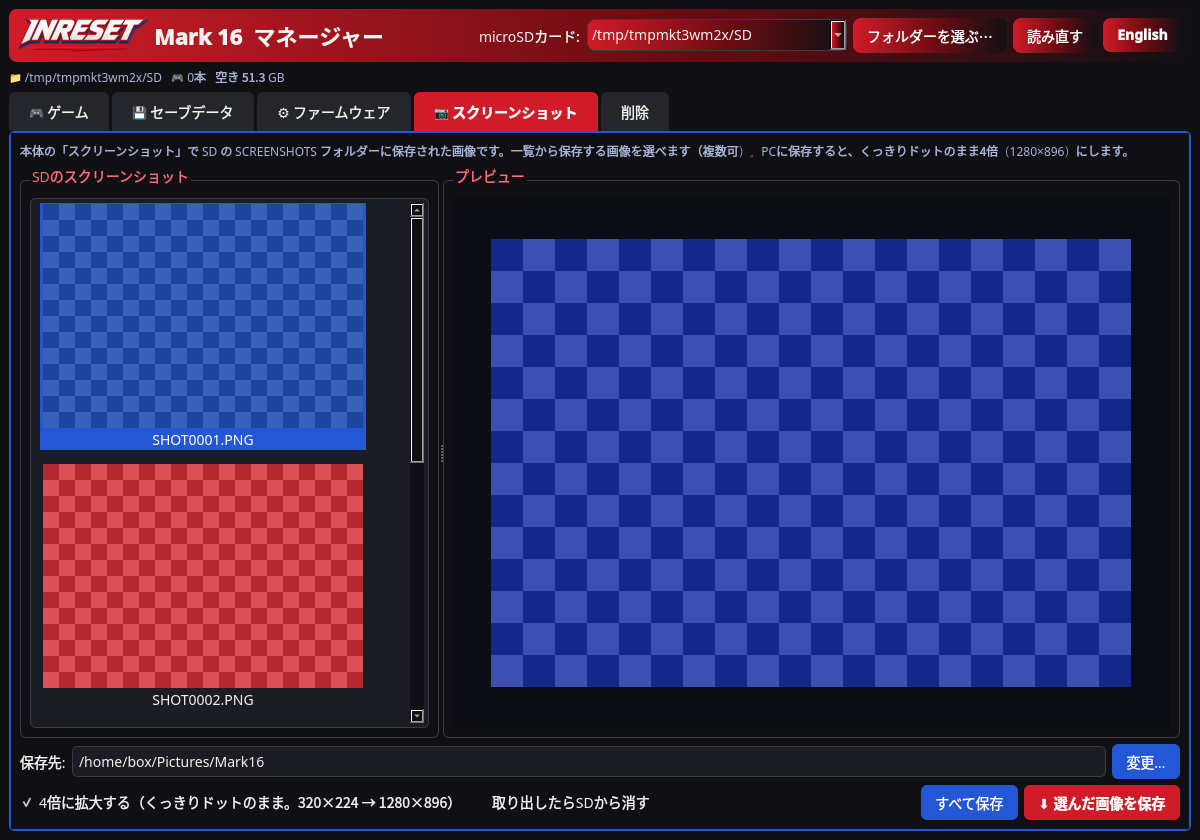 INRESET Mark 16 マネージャー microSDカード: /tmp/tmpmkt3wm2x/SD フォルダーを選ぶ… 読み直す English
/tmp/tmpmkt3wm2x/SD 0本 空き 51.3 GB
ゲーム セーブデータ ファームウェア スクリーンショット 削除
本体の「スクリーンショット」で SD の SCREENSHOTS フォルダーに保存された画像です。一覧から保存する画像を選べます（複数可）。PCに保存すると、くっきりドットのまま4倍（1280×896）にします。
SDのスクリーンショット プレビュー
SHOT0001.PNG
SHOT0002.PNG
保存先: /home/box/Pictures/Mark16 変更...
✓ 4倍に拡大する（くっきりドットのまま。320×224 → 1280×896） 取り出したらSDから消す すべて保存 ⬇ 選んだ画像を保存